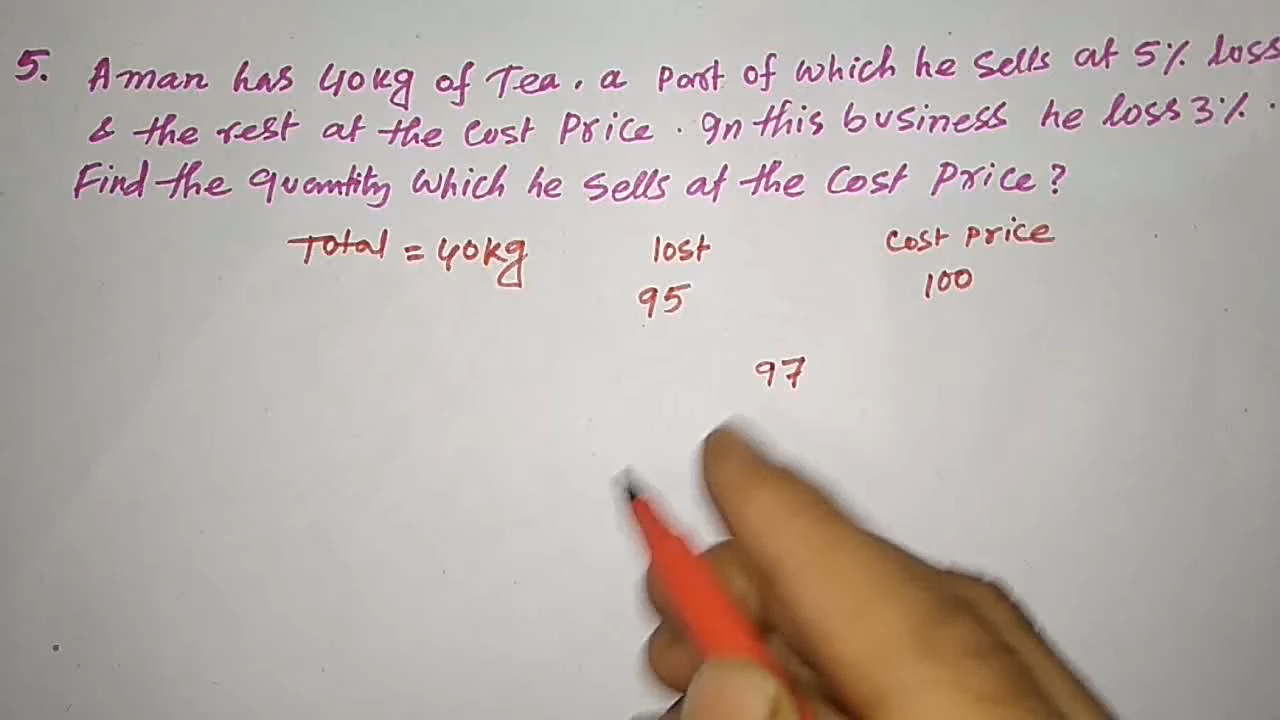 5. A man has 40kg of Tea. a part of which he sells at 5% loss
& the rest at the cost Price. In this business he loss 3%.
Find the quantity which he sells at the cost Price?
Total = 40kg lost cost price
95 100
97